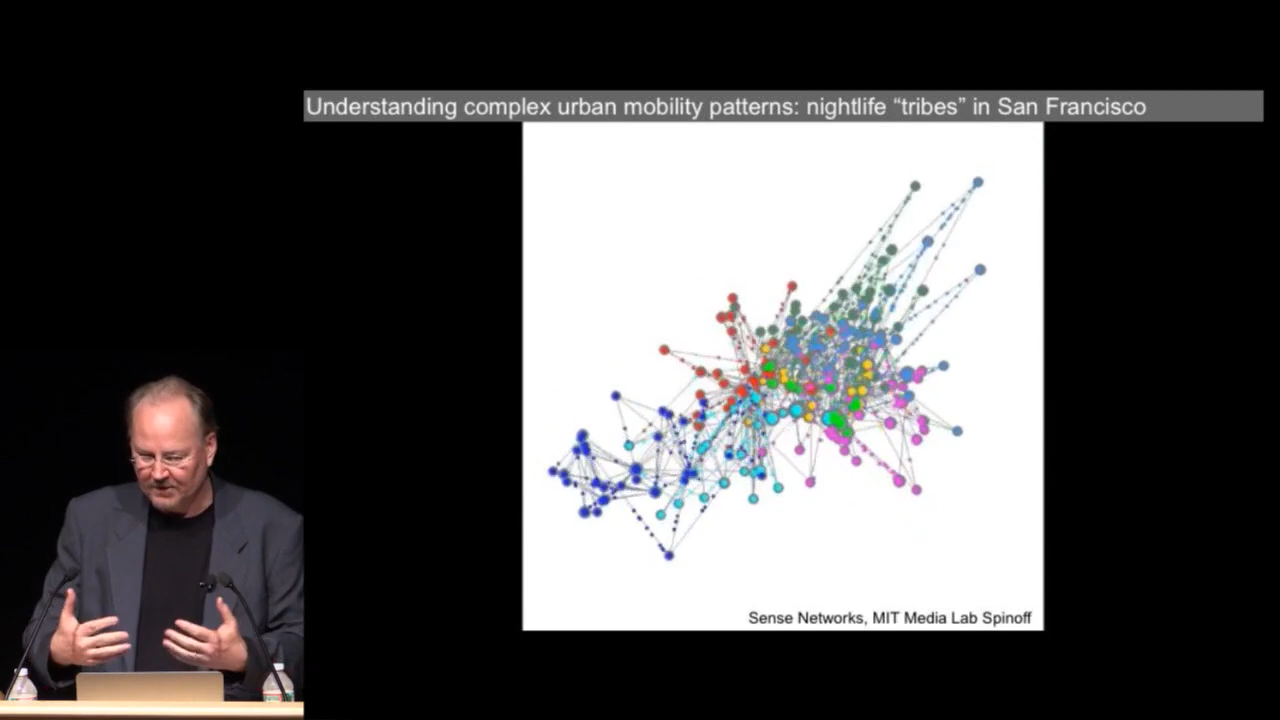 Understanding complex urban mobility patterns: nightlife “tribes” in San Francisco
Sense Networks, MIT Media Lab Spinoff